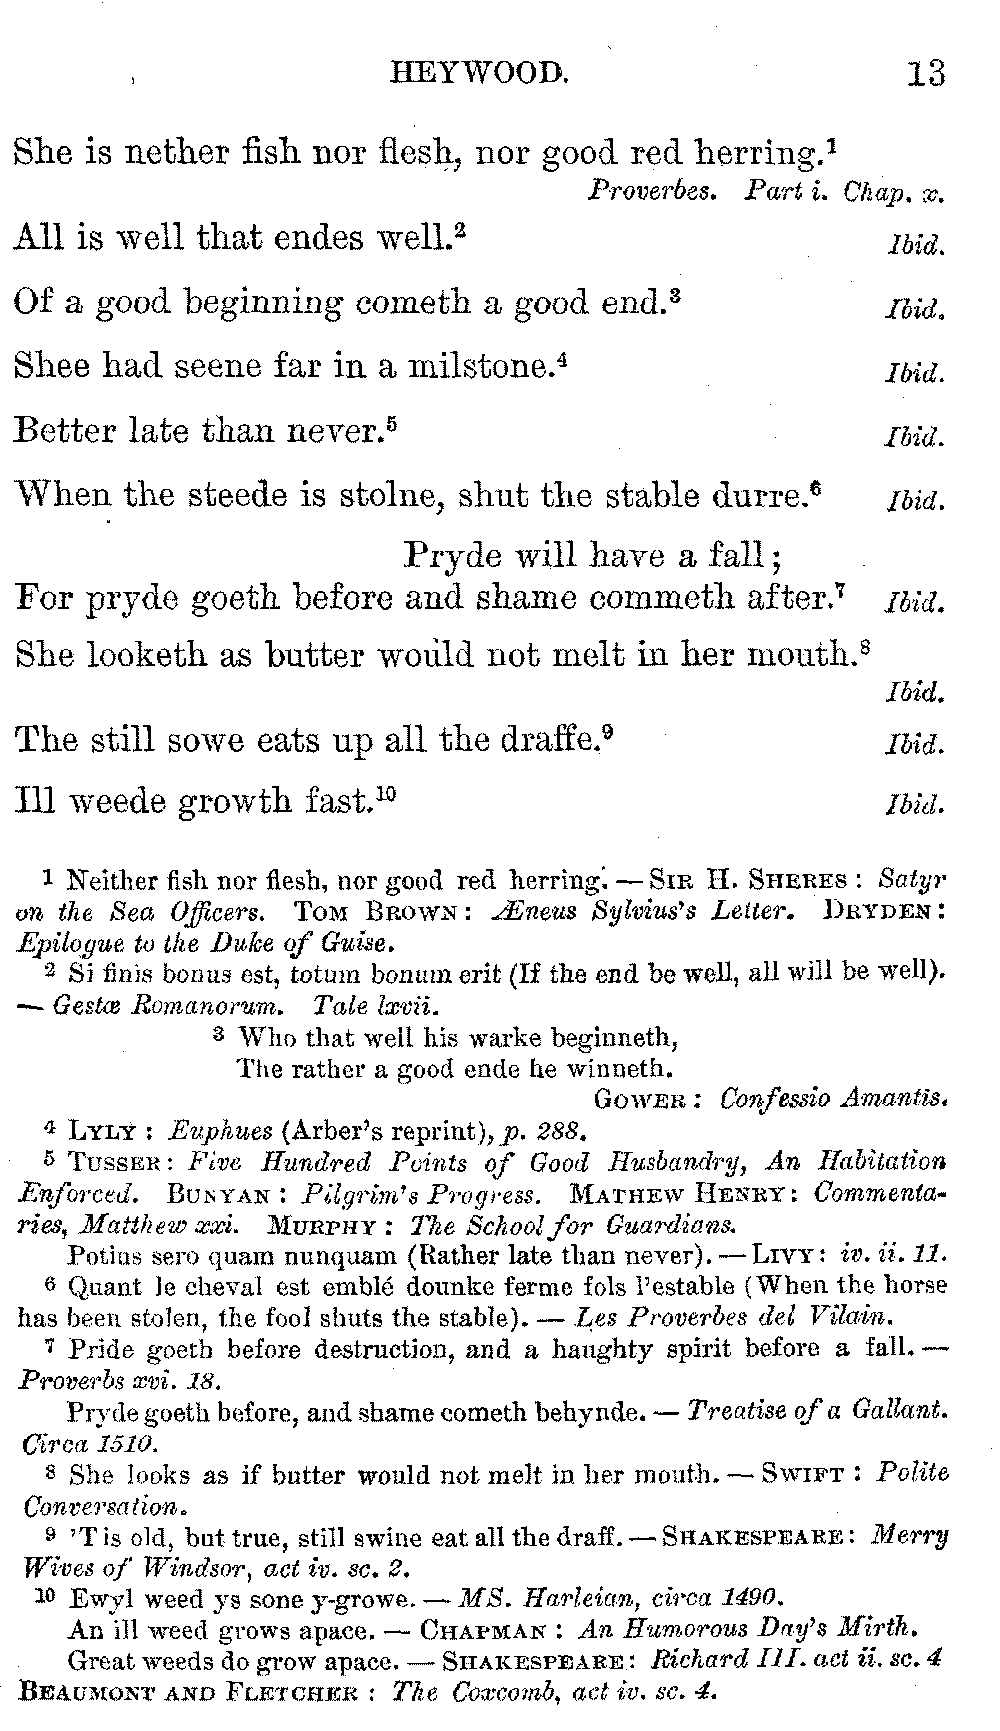 HEYWOOD. 13
She is nether fish nor flesh, nor good red herring.¹
Proverbes. Part i. Chap. x.
All is well that endes well.² Ibid.
Of a good beginning cometh a good end.³ Ibid.
Shee had seene far in a milstone.⁴ Ibid.
Better late than never.⁵ Ibid.
When the steede is stolne, shut the stable durre.⁶ Ibid.
Pryde will have a fall;
For pryde goeth before and shame commeth after.⁷ Ibid.
She looketh as butter would not melt in her mouth.⁸
Ibid.
The still sowe eats up all the draffe.⁹ Ibid.
Ill weede growth fast.¹⁰ Ibid.
1 Neither fish nor flesh, nor good red herring. — SIR H. SHERES: Satyr
on the Sea Officers. TOM BROWN: Æneus Sylvius's Letter. DRYDEN:
Epilogue to the Duke of Guise.
2 Si finis bonus est, totum bonum erit (If the end be well, all will be well).
— Gestæ Romanorum. Tale lxvii.
3 Who that well his warke beginneth,
The rather a good ende he winneth.
GOWER: Confessio Amantis.
4 LYLY: Euphues (Arber's reprint), p. 288.
5 TUSSER: Five Hundred Points of Good Husbandry, An Habitation
Enforced. BUNYAN: Pilgrim's Progress. MATHEW HENRY: Commenta-
ries, Matthew xxi. MURPHY: The School for Guardians.
Potius sero quam nunquam (Rather late than never). — LIVY: iv. ii. 11.
6 Quant le cheval est emblé dounke ferme fols l'estable (When the horse
has been stolen, the fool shuts the stable). — Les Proverbes del Vilain.
7 Pride goeth before destruction, and a haughty spirit before a fall. —
Proverbs xvi. 18.
Pryde goeth before, and shame cometh behynde. — Treatise of a Gallant.
Circa 1510.
8 She looks as if butter would not melt in her mouth. — SWIFT: Polite
Conversation.
9 'T is old, but true, still swine eat all the draff. — SHAKESPEARE: Merry
Wives of Windsor, act iv. sc. 2.
10 Ewyl weed ys sone y-growe. — MS. Harleian, circa 1490.
An ill weed grows apace. — CHAPMAN: An Humorous Day's Mirth.
Great weeds do grow apace. — SHAKESPEARE: Richard III. act ii. sc. 4
BEAUMONT AND FLETCHER: The Coxcomb, act iv. sc. 4.